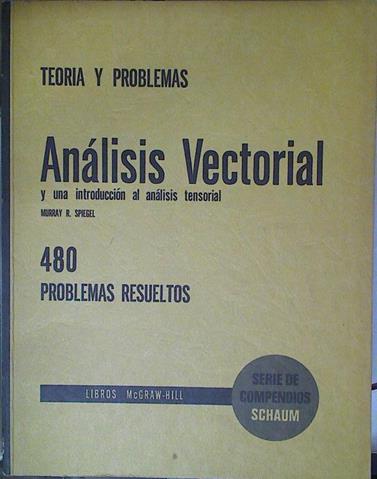 TEORIA Y PROBLEMAS
Análisis Vectorial
y una introducción al análisis tensorial
MURRAY R. SPIEGEL
480
PROBLEMAS RESUELTOS
LIBROS McGRAW-HILL
SERIE DE
COMPENDIOS
SCHAUM